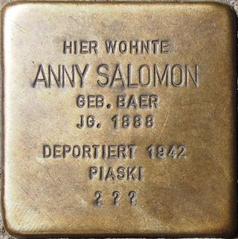 HIER WOHNTE
ANNY SALOMON
GEB. BAER
JG. 1888
DEPORTIERT 1942
PIASKI
? ? ?